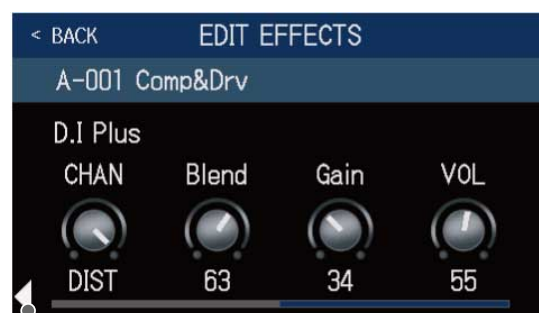 < BACK EDIT EFFECTS
A-001 Comp&Drv
D.I Plus
CHAN Blend Gain VOL
DIST 63 34 55